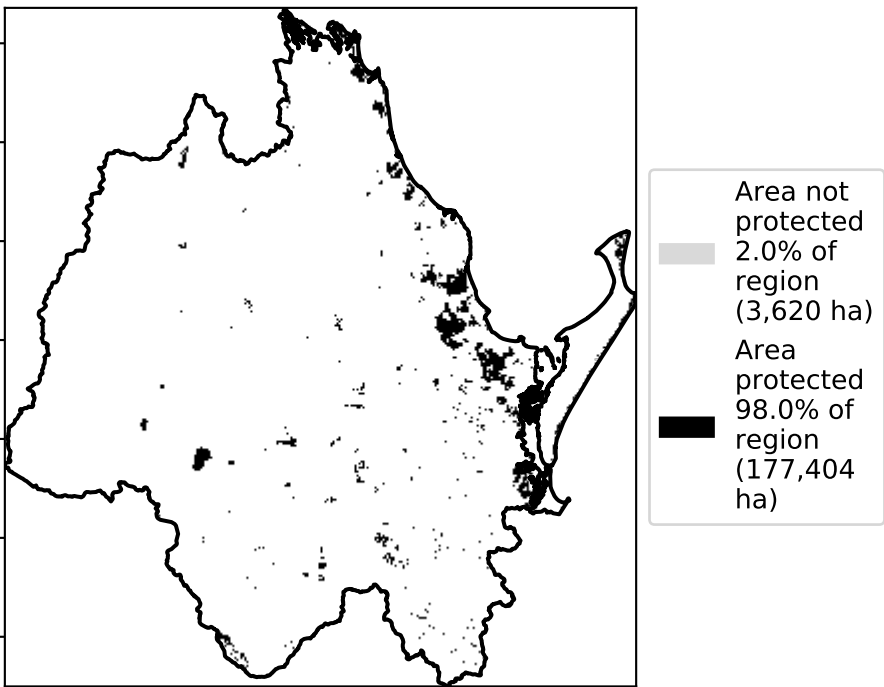 Area not
protected
2.0% of
region
(3,620 ha)
Area
protected
98.0% of
region
(177,404
ha)